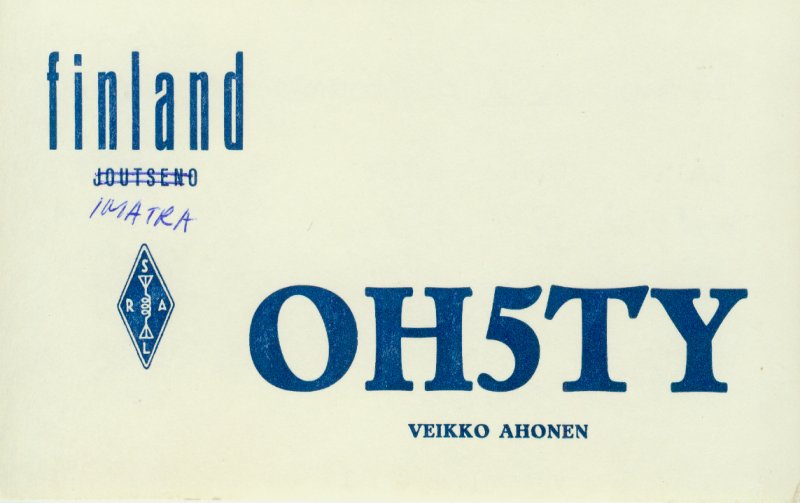 finland
JOUTSENO
IMATRA
S
R A
L
OH5TY
VEIKKO AHONEN